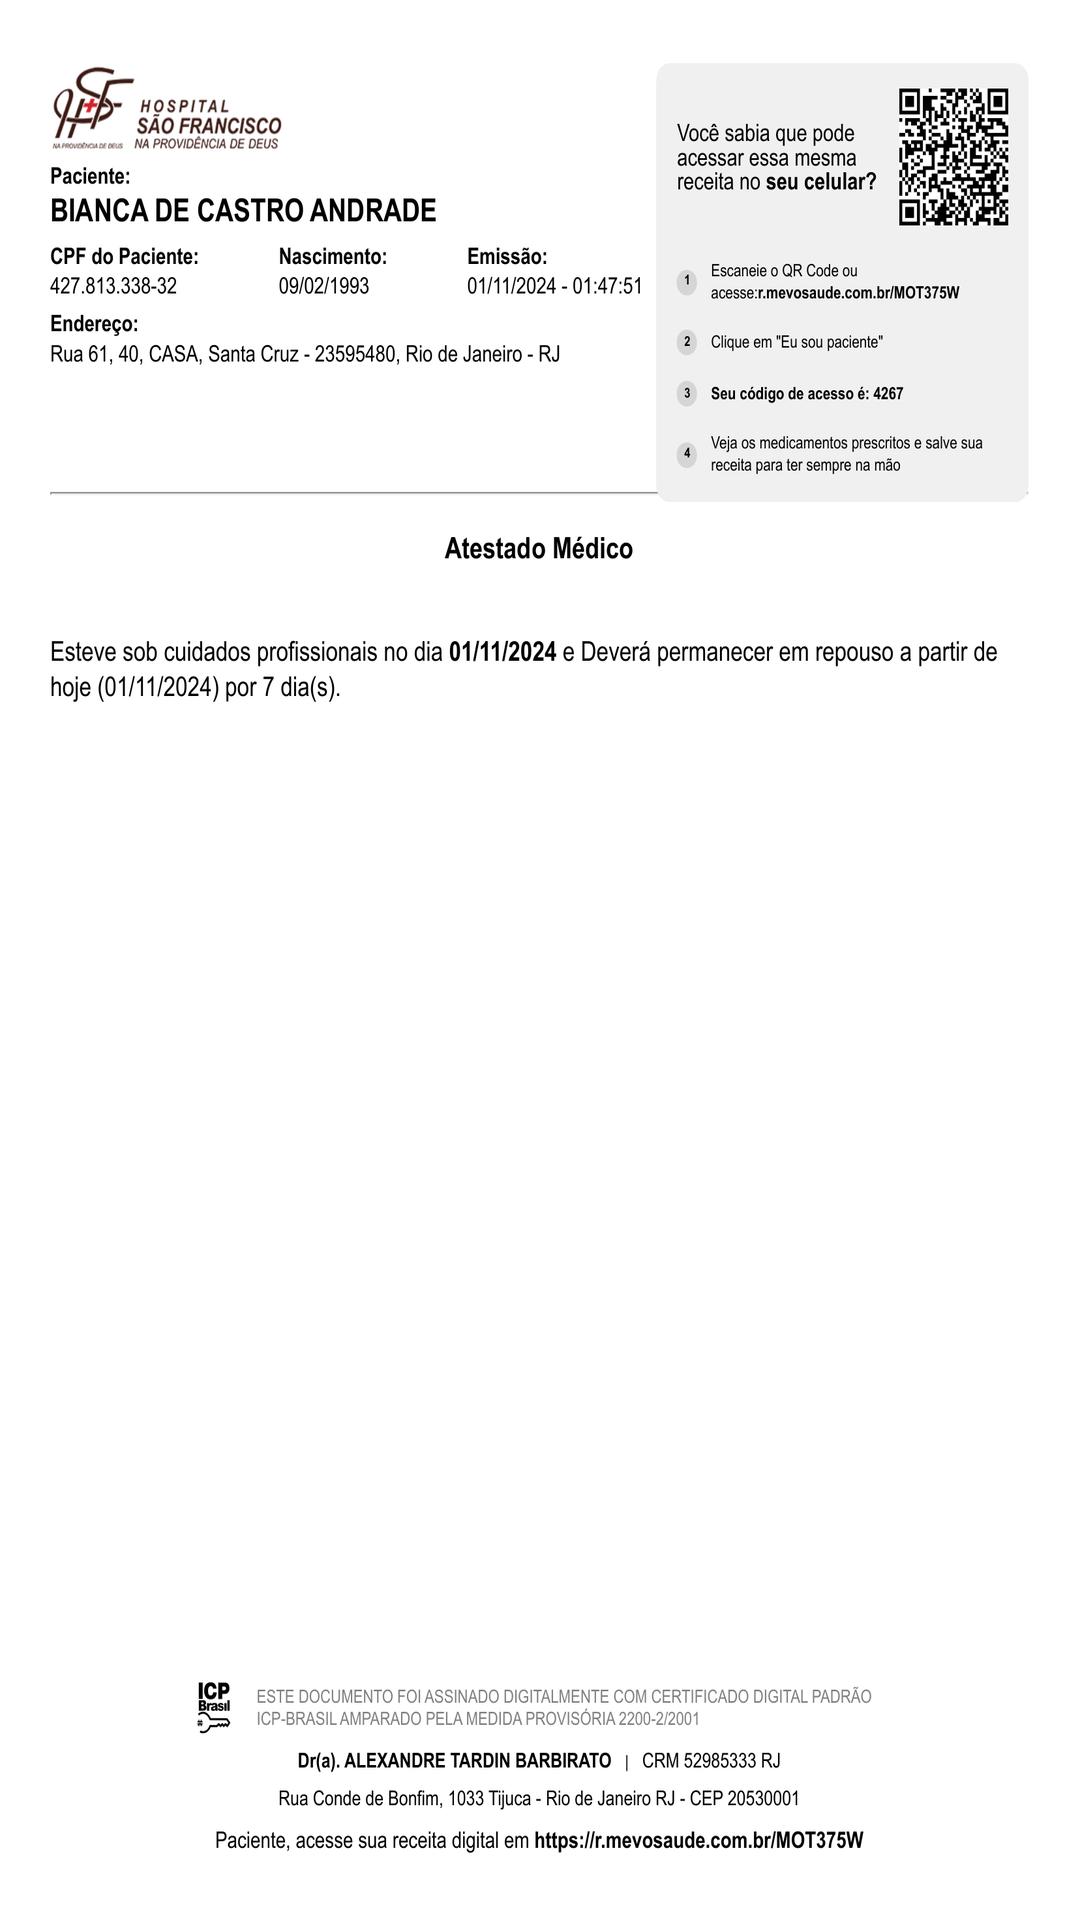 HSF
NA PROVIDÊNCIA DE DEUS
HOSPITAL
SÃO FRANCISCO
NA PROVIDÊNCIA DE DEUS
Paciente:
BIANCA DE CASTRO ANDRADE
CPF do Paciente: Nascimento: Emissão:
427.813.338-32 09/02/1993 01/11/2024 - 01:47:51
Endereço:
Rua 61, 40, CASA, Santa Cruz - 23595480, Rio de Janeiro - RJ
Você sabia que pode
acessar essa mesma
receita no seu celular?
1 Escaneie o QR Code ou
acesse:r.mevosaude.com.br/MOT375W
2 Clique em "Eu sou paciente"
3 Seu código de acesso é: 4267
4 Veja os medicamentos prescritos e salve sua
receita para ter sempre na mão
Atestado Médico
Esteve sob cuidados profissionais no dia 01/11/2024 e Deverá permanecer em repouso a partir de
hoje (01/11/2024) por 7 dia(s).
ICP
Brasil
ESTE DOCUMENTO FOI ASSINADO DIGITALMENTE COM CERTIFICADO DIGITAL PADRÃO
ICP-BRASIL AMPARADO PELA MEDIDA PROVISÓRIA 2200-2/2001
Dr(a). ALEXANDRE TARDIN BARBIRATO | CRM 52985333 RJ
Rua Conde de Bonfim, 1033 Tijuca - Rio de Janeiro RJ - CEP 20530001
Paciente, acesse sua receita digital em https://r.mevosaude.com.br/MOT375W